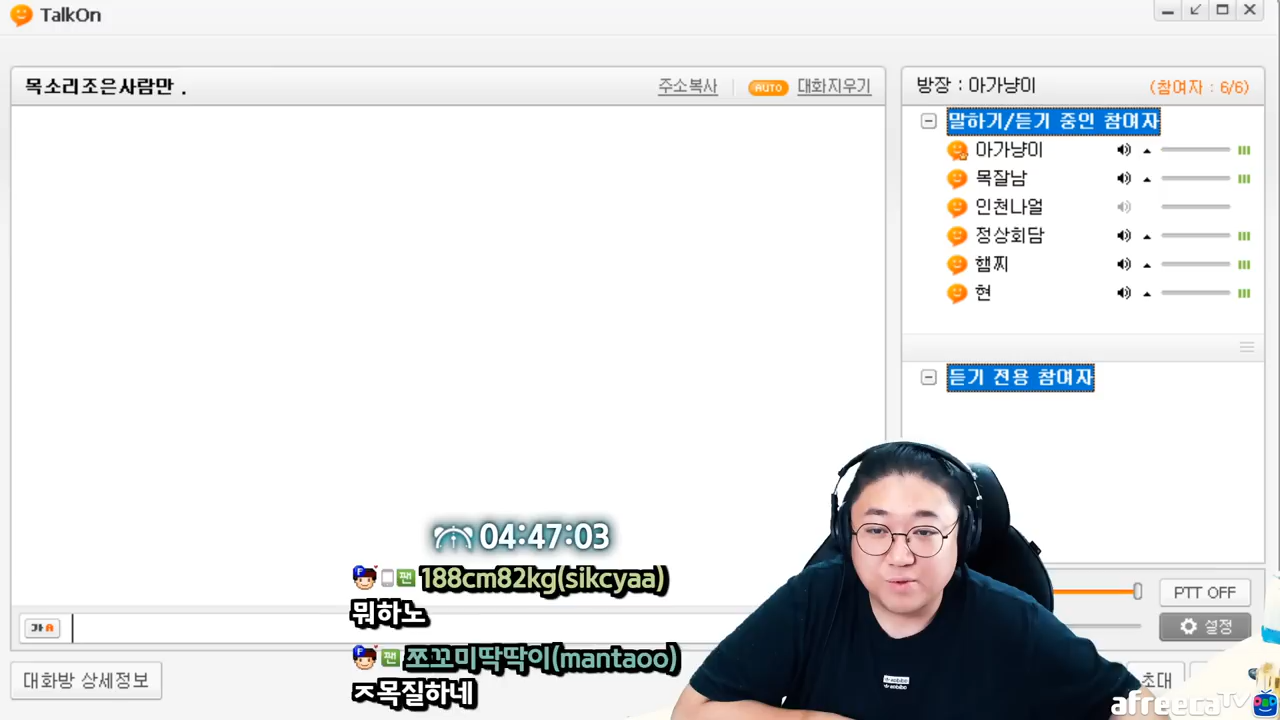 TalkOn
목소리조은사람만 .
주소복사
AUTO
대화지우기
방장 : 아가냥이
(참여자 : 6/6)
말하기/듣기 중인 참여자
아가냥이
목잘남
인천나얼
정상회담
햄찌
현
듣기 전용 참여자
04:47:03
188cm82kg(sikcyaa)
뭐하노
쪼꼬미딱딱이(mantaoo)
ㅈ목질하네
PTT OFF
가A
설정
대화방 상세정보
초대
afreecaTV